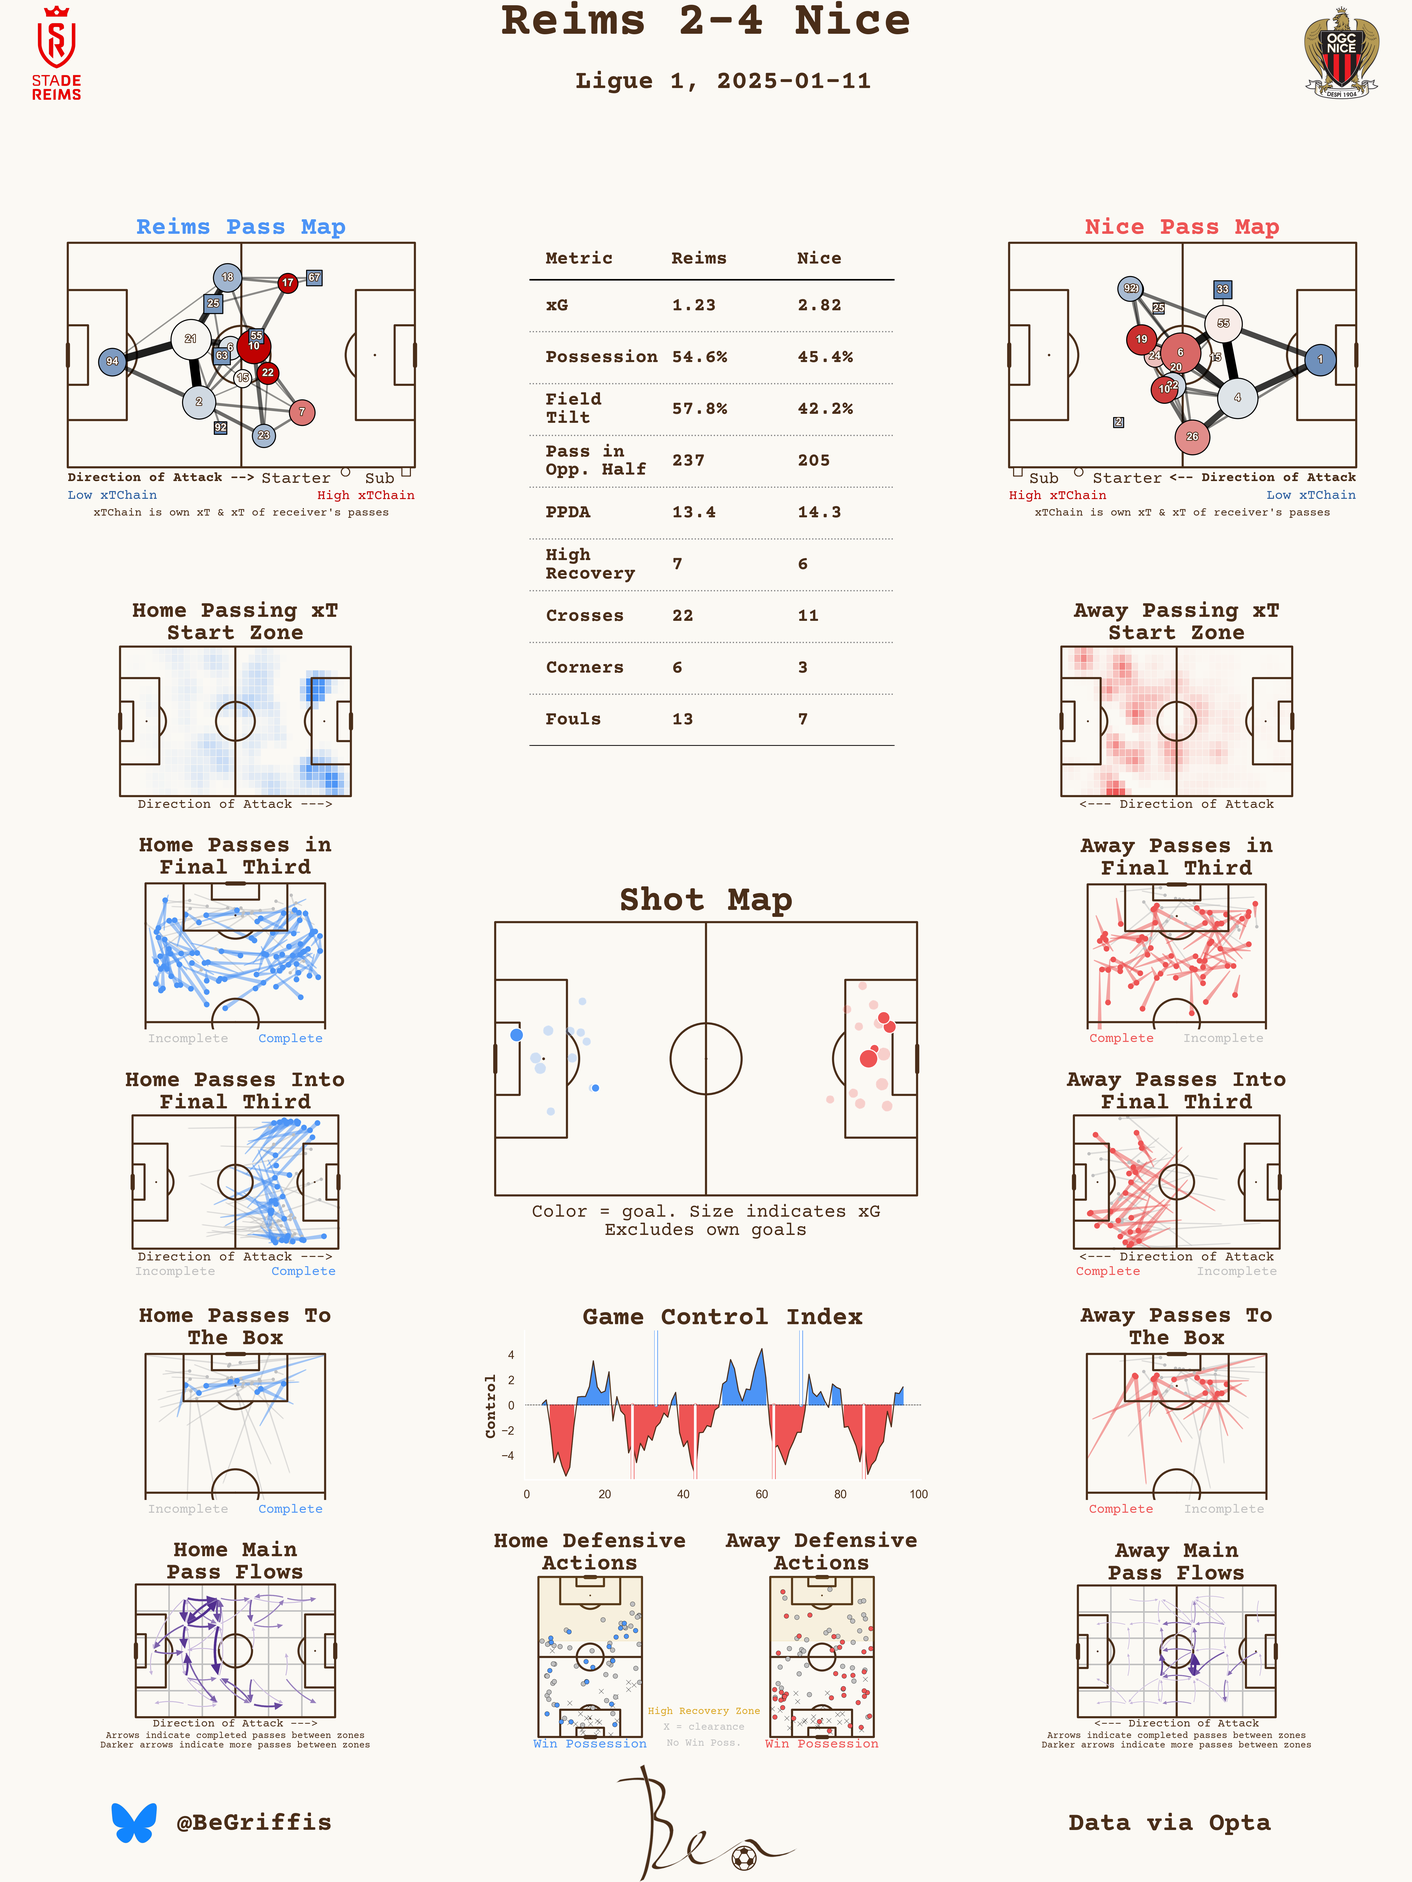 Reims 2-4 Nice
Ligue 1, 2025-01-11
STADE
REIMS
OGC
NICE
DESPI 1904
Reims Pass Map
18
17
67
25
21
55
6
10
63
94
22
15
2
7
92
23
Direction of Attack --> Starter Sub
Low xTChain High xTChain
xTChain is own xT & xT of receiver's passes
Metric Reims Nice
xG 1.23 2.82
Possession 54.6% 45.4%
Field
Tilt 57.8% 42.2%
Pass in
Opp. Half 237 205
PPDA 13.4 14.3
High
Recovery 7 6
Crosses 22 11
Corners 6 3
Fouls 13 7
Nice Pass Map
92
33
25
55
19
24
6
15
1
20
22
10
4
2
26
Sub Starter <-- Direction of Attack
High xTChain Low xTChain
xTChain is own xT & xT of receiver's passes
Home Passing xT
Start Zone
Direction of Attack --->
Away Passing xT
Start Zone
<--- Direction of Attack
Home Passes in
Final Third
Incomplete Complete
Away Passes in
Final Third
Complete Incomplete
Shot Map
Color = goal. Size indicates xG
Excludes own goals
Home Passes Into
Final Third
Direction of Attack --->
Incomplete Complete
Away Passes Into
Final Third
<--- Direction of Attack
Complete Incomplete
Home Passes To
The Box
Incomplete Complete
Game Control Index
Control
4
2
0
−2
−4
0 20 40 60 80 100
Away Passes To
The Box
Complete Incomplete
Home Main
Pass Flows
Direction of Attack --->
Arrows indicate completed passes between zones
Darker arrows indicate more passes between zones
Home Defensive
Actions
Win Possession
High Recovery Zone
X = clearance
No Win Poss.
Away Defensive
Actions
Win Possession
Away Main
Pass Flows
<--- Direction of Attack
Arrows indicate completed passes between zones
Darker arrows indicate more passes between zones
@BeGriffis
Ben
Data via Opta